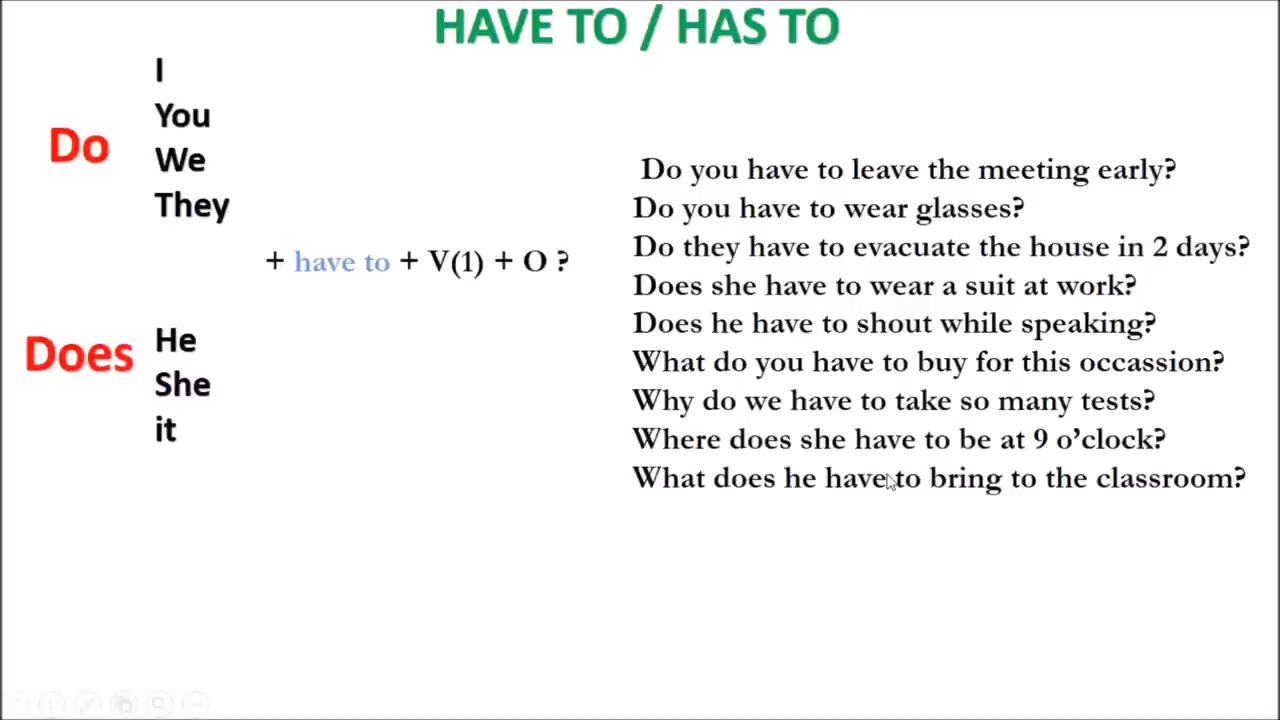 HAVE TO / HAS TO
I
You
Do
We
They
+ have to + V(1) + O ?
He
Does
She
it
Do you have to leave the meeting early?
Do you have to wear glasses?
Do they have to evacuate the house in 2 days?
Does she have to wear a suit at work?
Does he have to shout while speaking?
What do you have to buy for this occassion?
Why do we have to take so many tests?
Where does she have to be at 9 o'clock?
What does he have to bring to the classroom?